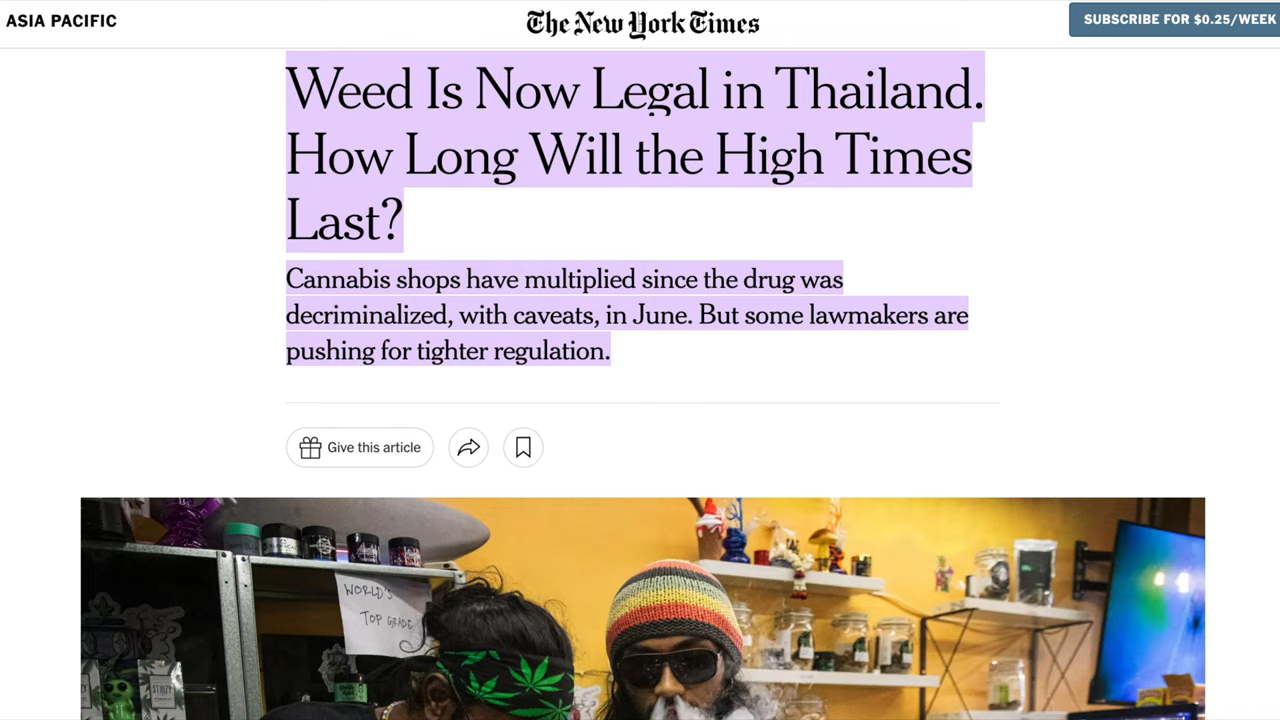 ASIA PACIFIC
The New York Times
SUBSCRIBE FOR $0.25/WEEK
Weed Is Now Legal in Thailand.
How Long Will the High Times
Last?
Cannabis shops have multiplied since the drug was
decriminalized, with caveats, in June. But some lawmakers are
pushing for tighter regulation.
Give this article
WORLD'S
TOP GRADE